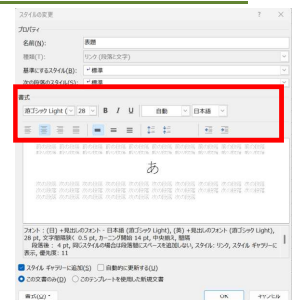 スタイルの変更 ? ×
プロパティ
名前(N): 表題
種類(T): リンク (段落と文字)
基準にするスタイル(B): 標準
次の段落のスタイル(S): 標準
書式
游ゴシック Light ( 28 B I U 自動 日本語
あ
フォント: (日) +見出しのフォント - 日本語 (游ゴシック Light), (英) +見出しのフォント (游ゴシック Light),
28 pt, 文字間隔狭く 0.5 pt, カーニング開始 14 pt, 中央揃え, 間隔
段落後: 4 pt, 同じスタイルの場合は段落間にスペースを追加しない, スタイル: リンク, スタイル ギャラリーに
表示, 優先度: 11
スタイル ギャラリーに追加(S) 自動的に更新する(U)
この文書のみ(D) このテンプレートを使用した新規文書
書式(O) OK キャンセル